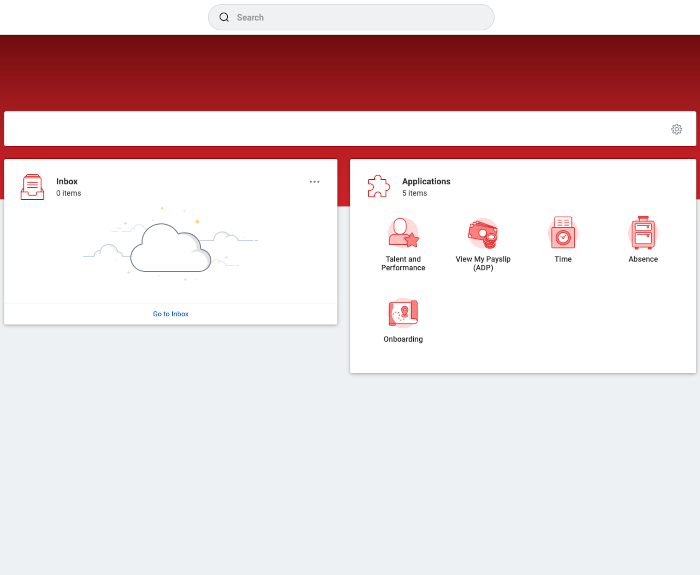 Search
Inbox
0 items
Go to Inbox
Applications
5 items
Talent and
Performance
View My Payslip
(ADP)
Time
Absence
Onboarding